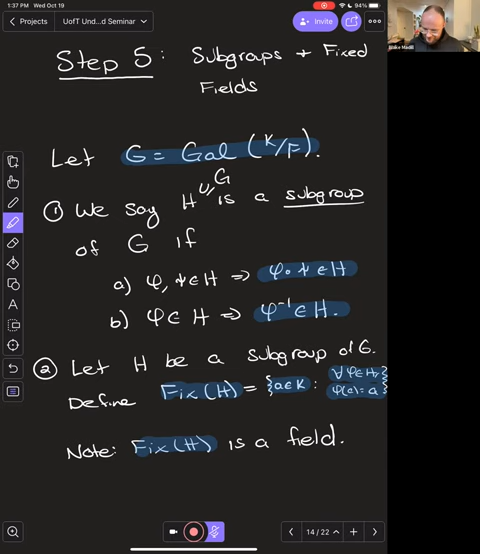 1:37 PM Wed Oct 19
94%
Projects
UofT Und...d Seminar
Invite
Blake Madill
Step 5: Subgroups + Fixed
Fields
Let G = Gal (K/F).
① We say H ⊆ G is a subgroup
of G if
a) φ, ψ ∈ H ⇒ φ∘ψ ∈ H
b) φ ∈ H ⇒ φ⁻¹ ∈ H.
② Let H be a subgroup of G.
Define Fix(H) = {a ∈ K : ∀φ ∈ H, φ(a) = a}
Note: Fix(H) is a field.
A
14 / 22